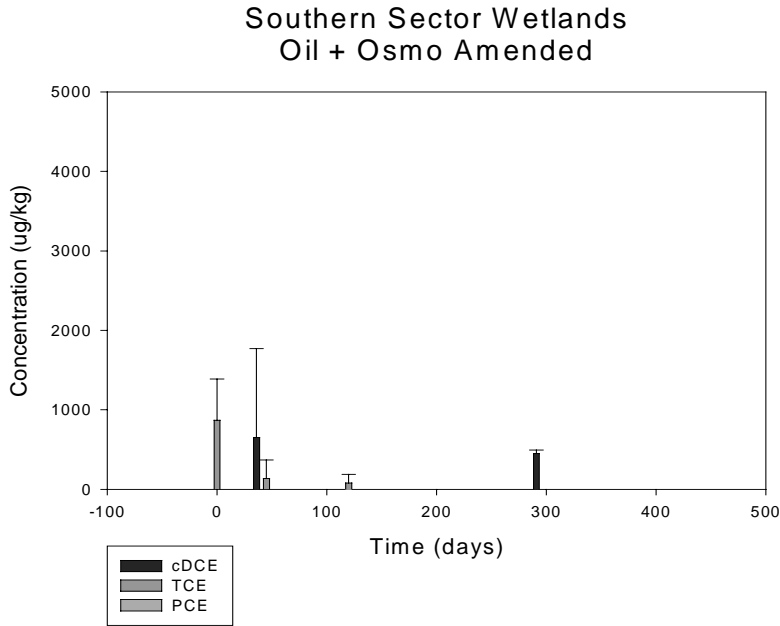 Southern Sector Wetlands
Oil + Osmo Amended
5000
4000
3000
2000
1000
0
Concentration (ug/kg)
-100 0 100 200 300 400 500
Time (days)
cDCE
TCE
PCE